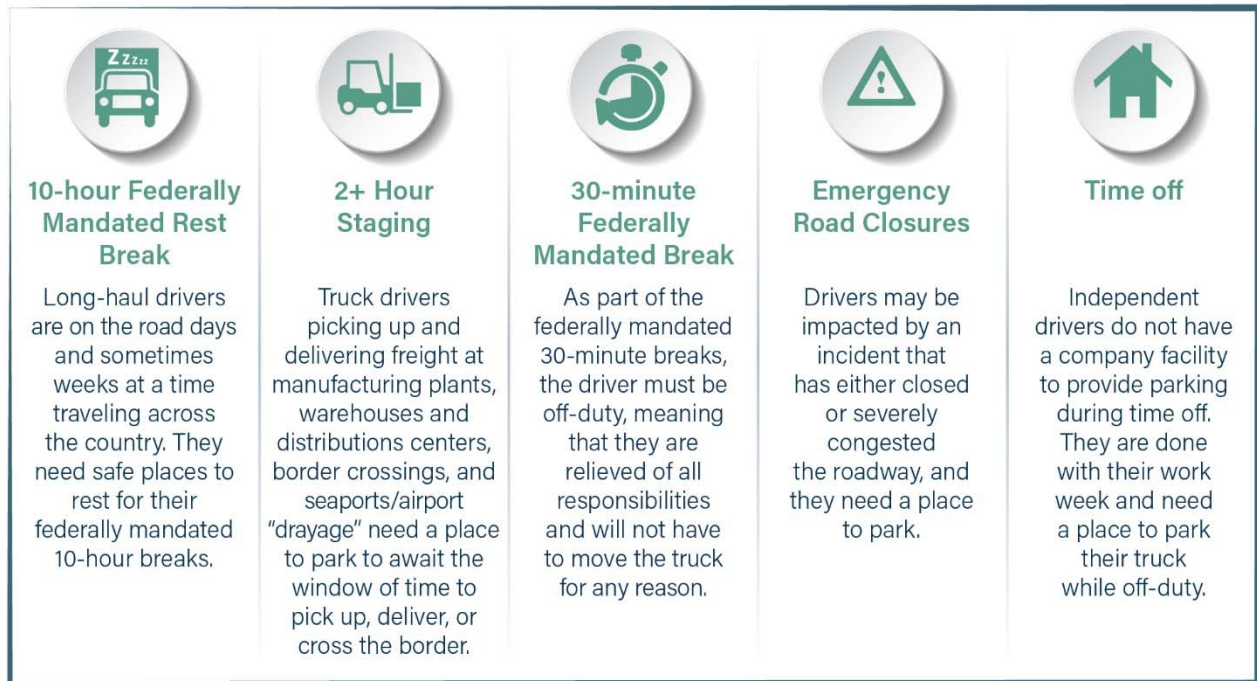 Z Z Z Z Z
10-hour Federally
Mandated Rest
Break
Long-haul drivers
are on the road days
and sometimes
weeks at a time
traveling across
the country. They
need safe places to
rest for their
federally mandated
10-hour breaks.
2+ Hour
Staging
Truck drivers
picking up and
delivering freight at
manufacturing plants,
warehouses and
distributions centers,
border crossings, and
seaports/airport
“drayage” need a place
to park to await the
window of time to
pick up, deliver, or
cross the border.
30-minute
Federally
Mandated Break
As part of the
federally mandated
30-minute breaks,
the driver must be
off-duty, meaning
that they are
relieved of all
responsibilities
and will not have
to move the truck
for any reason.
!
Emergency
Road Closures
Drivers may be
impacted by an
incident that
has either closed
or severely
congested
the roadway, and
they need a place
to park.
Time off
Independent
drivers do not have
a company facility
to provide parking
during time off.
They are done
with their work
week and need
a place to park
their truck
while off-duty.